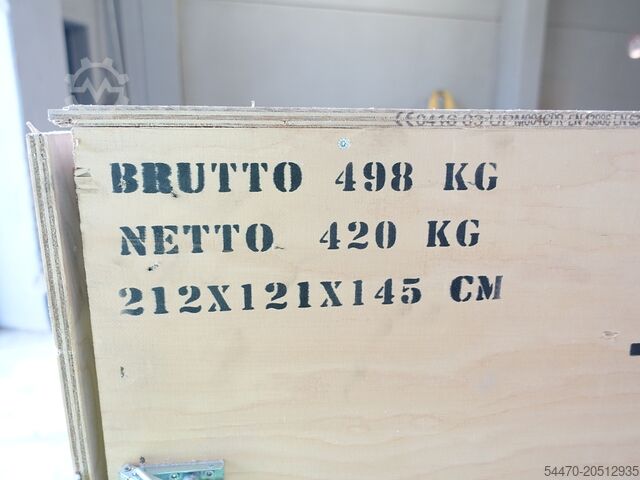 BRUTTO 498 KG
NETTO 420 KG
212X121X145 CM
54470-20512935